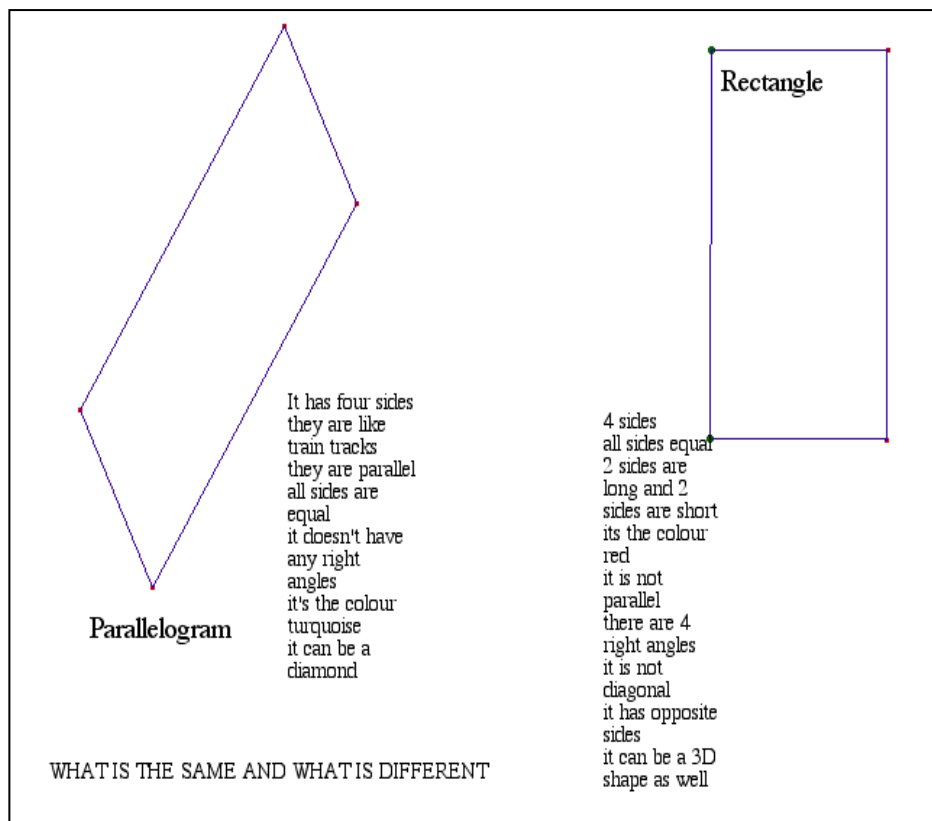 Rectangle
It has four sides
they are like
train tracks
they are parallel
all sides are
equal
it doesn't have
any right
angles
it's the colour
turquoise
it can be a
diamond
Parallelogram
4 sides
all sides equal
2 sides are
long and 2
sides are short
its the colour
red
it is not
parallel
there are 4
right angles
it is not
diagonal
it has opposite
sides
it can be a 3D
shape as well
WHAT IS THE SAME AND WHAT IS DIFFERENT